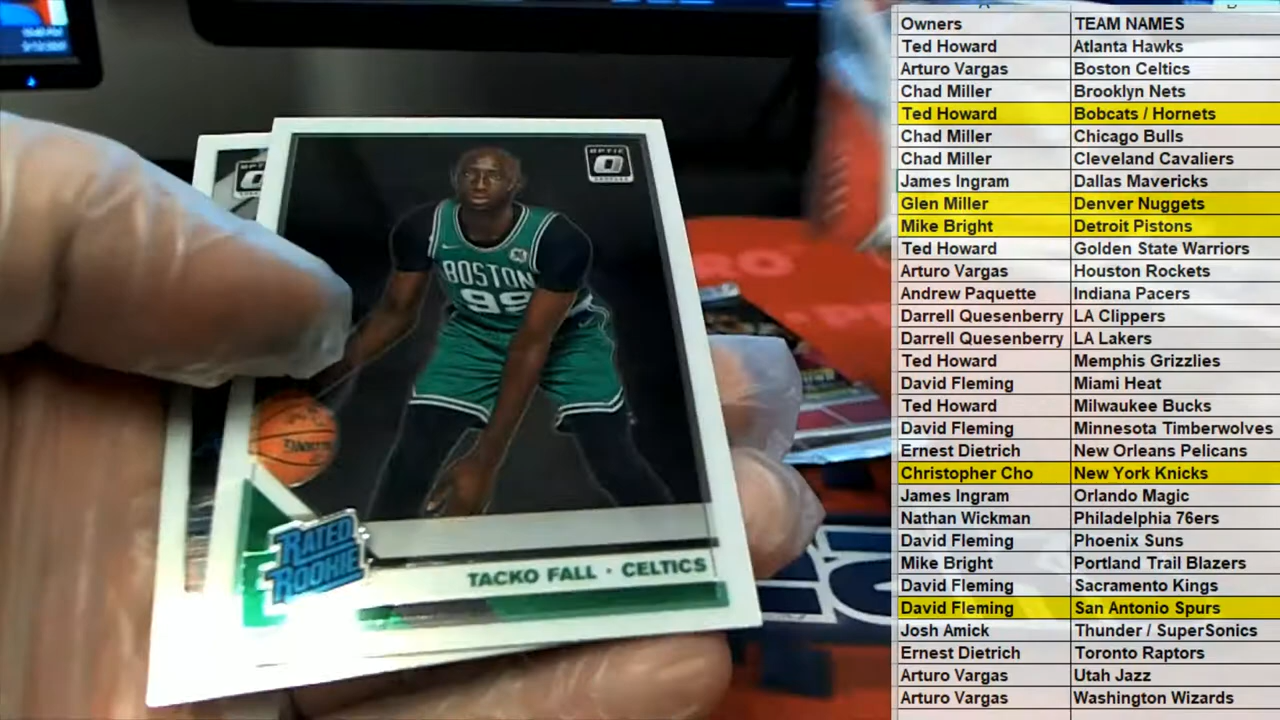 OPTIC
BOSTON
99
RATED
ROOKIE
TACKO FALL · CELTICS
Owners TEAM NAMES
Ted Howard Atlanta Hawks
Arturo Vargas Boston Celtics
Chad Miller Brooklyn Nets
Ted Howard Bobcats / Hornets
Chad Miller Chicago Bulls
Chad Miller Cleveland Cavaliers
James Ingram Dallas Mavericks
Glen Miller Denver Nuggets
Mike Bright Detroit Pistons
Ted Howard Golden State Warriors
Arturo Vargas Houston Rockets
Andrew Paquette Indiana Pacers
Darrell Quesenberry LA Clippers
Darrell Quesenberry LA Lakers
Ted Howard Memphis Grizzlies
David Fleming Miami Heat
Ted Howard Milwaukee Bucks
David Fleming Minnesota Timberwolves
Ernest Dietrich New Orleans Pelicans
Christopher Cho New York Knicks
James Ingram Orlando Magic
Nathan Wickman Philadelphia 76ers
David Fleming Phoenix Suns
Mike Bright Portland Trail Blazers
David Fleming Sacramento Kings
David Fleming San Antonio Spurs
Josh Amick Thunder / SuperSonics
Ernest Dietrich Toronto Raptors
Arturo Vargas Utah Jazz
Arturo Vargas Washington Wizards